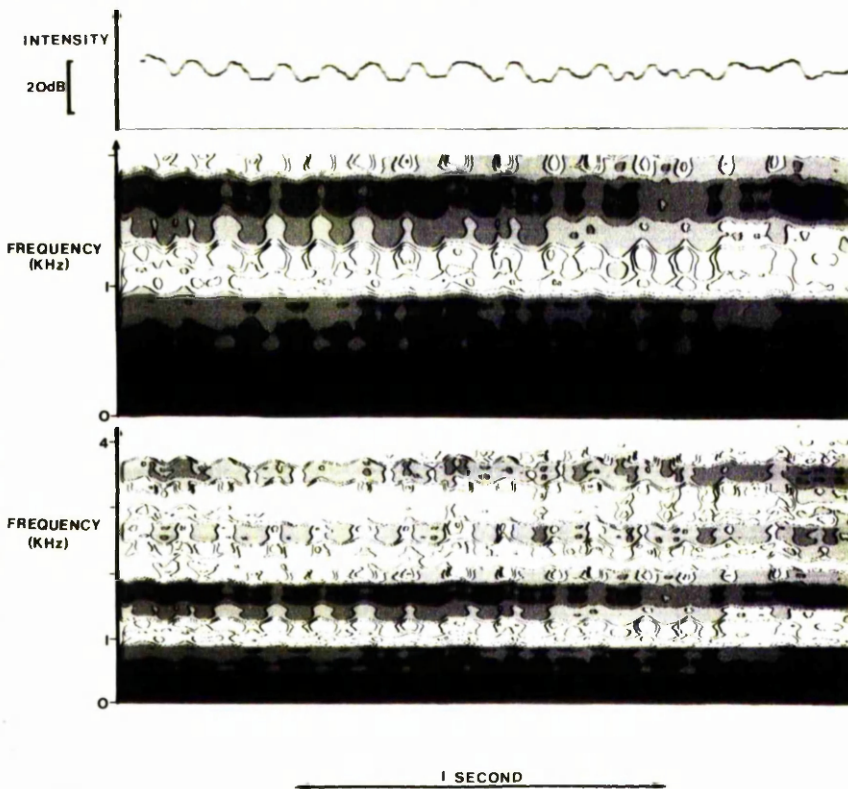 INTENSITY
20dB
FREQUENCY
(KHz)
1
0
4
FREQUENCY
(KHz)
1
0
1 SECOND